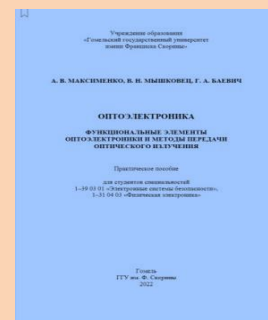 Учреждение образования
«Гомельский государственный университет
имени Франциска Скорины»
А. В. МАКСИМЕНКО, В. Н. МЫШКОВЕЦ, Г. А. БАЕВИЧ
ОПТОЭЛЕКТРОНИКА
ФУНКЦИОНАЛЬНЫЕ ЭЛЕМЕНТЫ
ОПТОЭЛЕКТРОНИКИ И МЕТОДЫ ПЕРЕДАЧИ
ОПТИЧЕСКОГО ИЗЛУЧЕНИЯ
Практическое пособие
для студентов специальностей
1–39 03 01 «Электронные системы безопасности»,
1–31 04 03 «Физическая электроника»
Гомель
ГГУ им. Ф. Скорины
2022